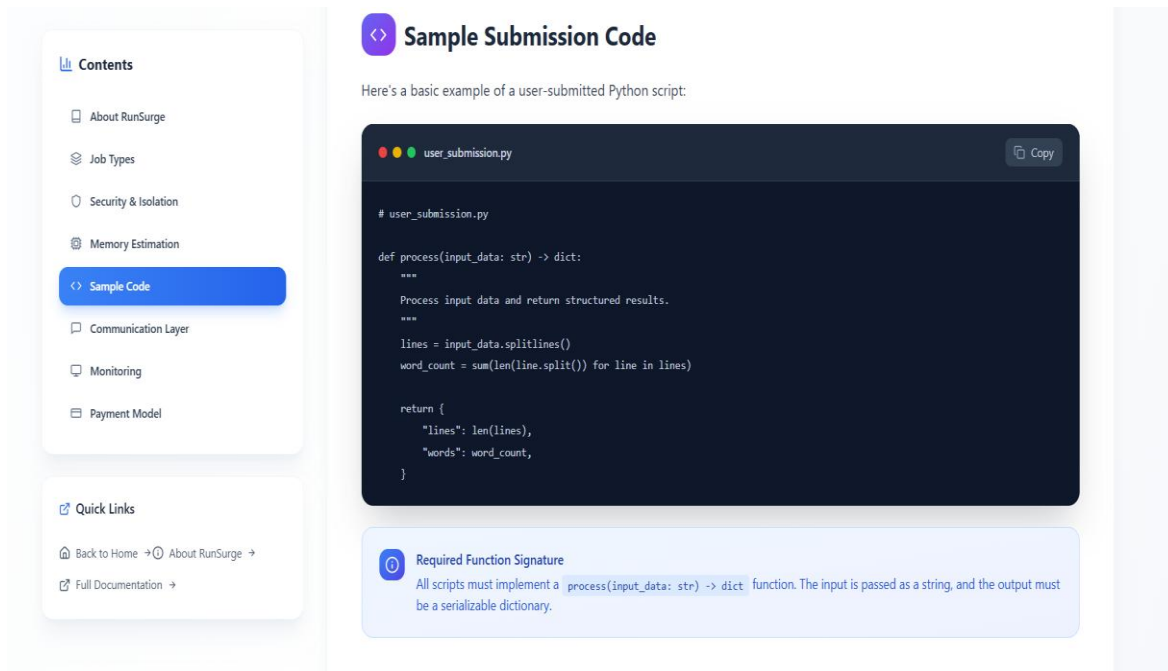 Contents
About RunSurge
Job Types
Security & Isolation
Memory Estimation
Sample Code
Communication Layer
Monitoring
Payment Model
Quick Links
Back to Home → About RunSurge →
Full Documentation →
Sample Submission Code
Here's a basic example of a user-submitted Python script:
user_submission.py
Copy
# user_submission.py
def process(input_data: str) -> dict:
"""
Process input data and return structured results.
"""
lines = input_data.splitlines()
word_count = sum(len(line.split()) for line in lines)
return {
"lines": len(lines),
"words": word_count,
}
Required Function Signature
All scripts must implement a process(input_data: str) -> dict function. The input is passed as a string, and the output must
be a serializable dictionary.